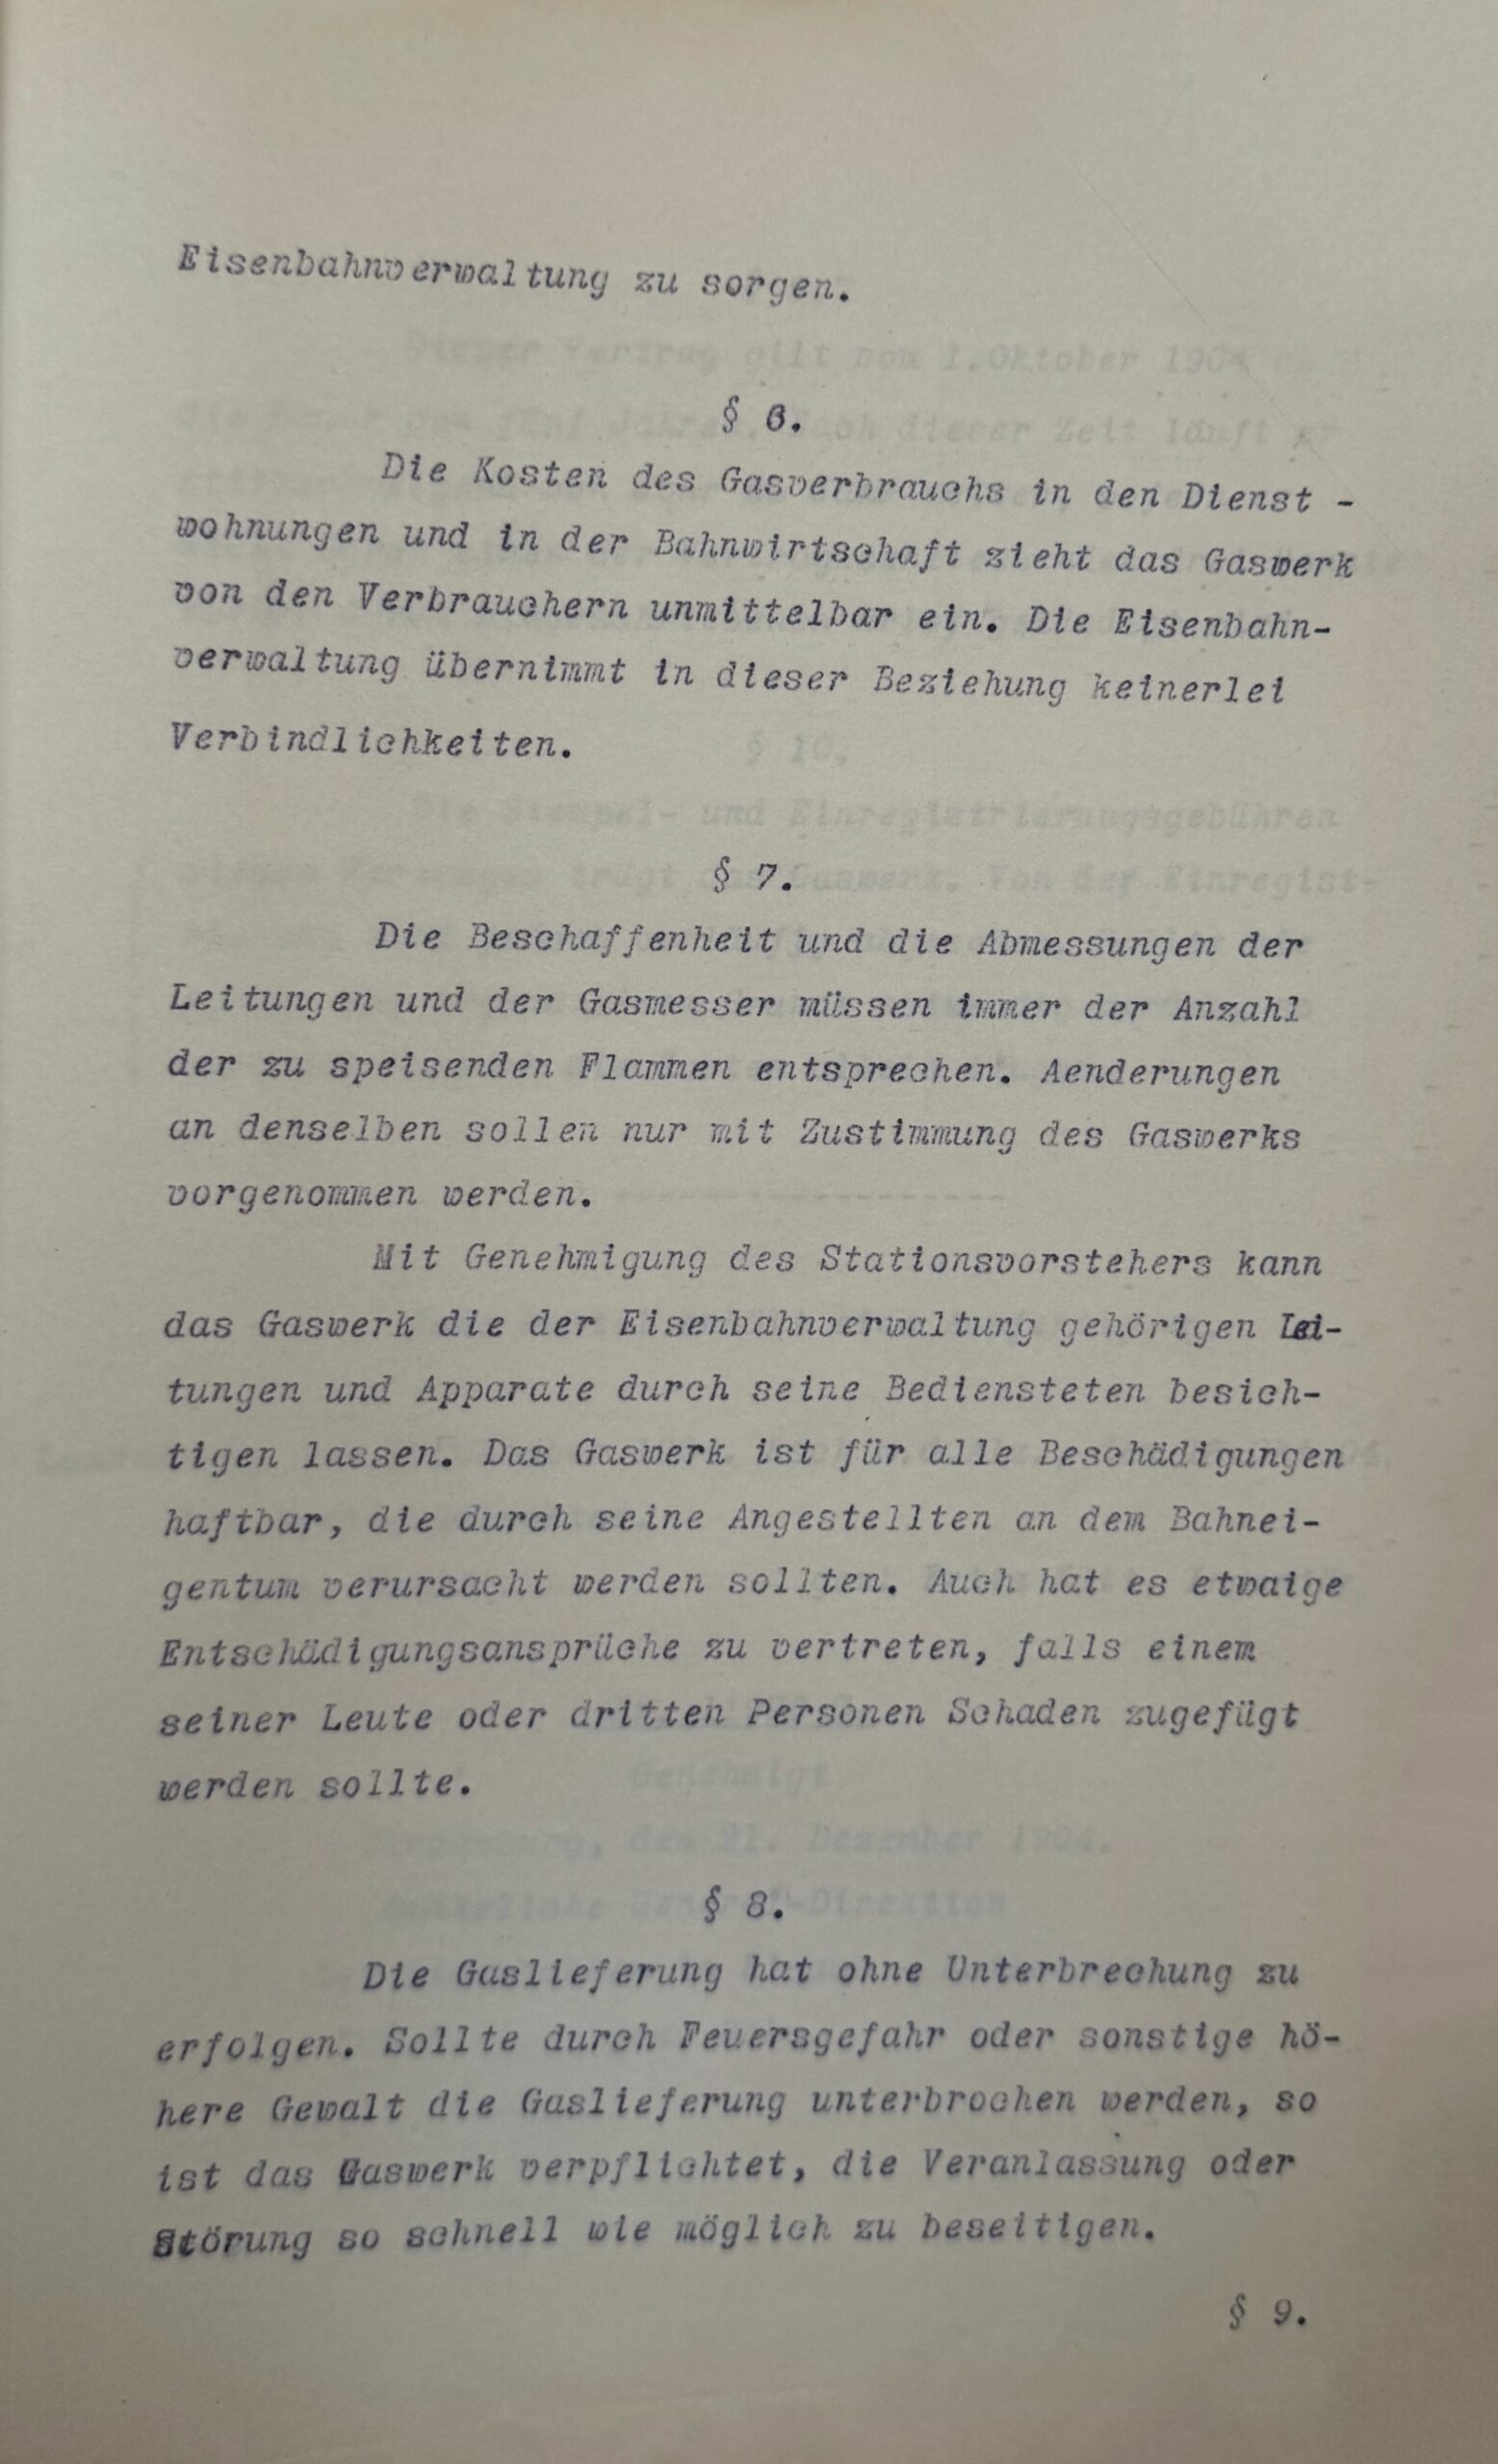 Eisenbahnverwaltung zu sorgen.
§ 6.
Die Kosten des Gasverbrauchs in den Dienst -
wohnungen und in der Bahnwirtschaft zieht das Gaswerk
von den Verbrauchern unmittelbar ein. Die Eisenbahn-
verwaltung übernimmt in dieser Beziehung keinerlei
Verbindlichkeiten.
§ 7.
Die Beschaffenheit und die Abmessungen der
Leitungen und der Gasmesser müssen immer der Anzahl
der zu speisenden Flammen entsprechen. Aenderungen
an denselben sollen nur mit Zustimmung des Gaswerks
vorgenommen werden.
Mit Genehmigung des Stationsvorstehers kann
das Gaswerk die der Eisenbahnverwaltung gehörigen Lei-
tungen und Apparate durch seine Bediensteten besich-
tigen lassen. Das Gaswerk ist für alle Beschädigungen
haftbar, die durch seine Angestellten an dem Bahnei-
gentum verursacht werden sollten. Auch hat es etwaige
Entschädigungsansprüche zu vertreten, falls einem
seiner Leute oder dritten Personen Schaden zugefügt
werden sollte.
§ 8.
Die Gaslieferung hat ohne Unterbrechung zu
erfolgen. Sollte durch Feuersgefahr oder sonstige hö-
here Gewalt die Gaslieferung unterbrochen werden, so
ist das Gaswerk verpflichtet, die Veranlassung oder
Störung so schnell wie möglich zu beseitigen.
§ 9.